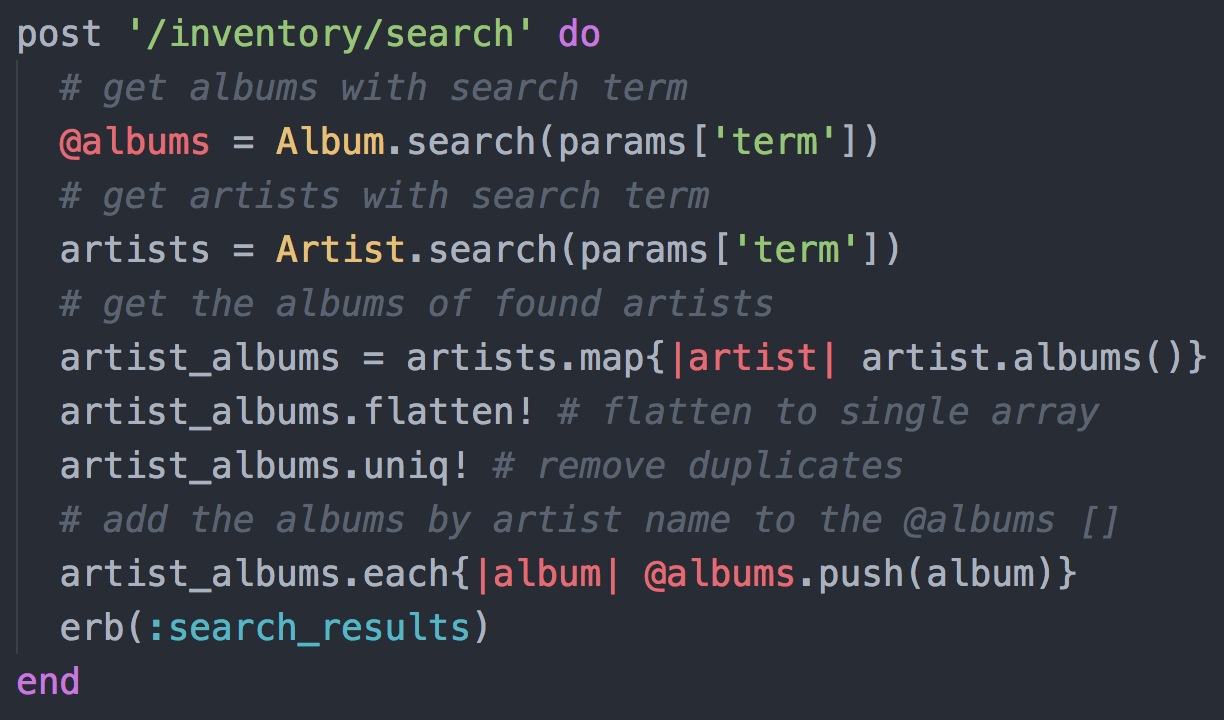 post '/inventory/search' do
  # get albums with search term
  @albums = Album.search(params['term'])
  # get artists with search term
  artists = Artist.search(params['term'])
  # get the albums of found artists
  artist_albums = artists.map{|artist| artist.albums()}
  artist_albums.flatten! # flatten to single array
  artist_albums.uniq! # remove duplicates
  # add the albums by artist name to the @albums []
  artist_albums.each{|album| @albums.push(album)}
  erb(:search_results)
end